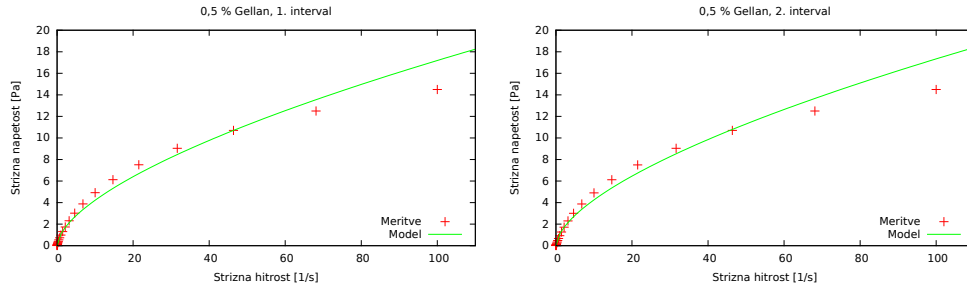 0,5 % Gellan, 1. interval
20
18
16
14
12
10
8
6
4
2
0
Strizna napetost [Pa]
Meritve
Model
0 20 40 60 80 100
Strizna hitrost [1/s]
0,5 % Gellan, 2. interval
20
18
16
14
12
10
8
6
4
2
0
Strizna napetost [Pa]
Meritve
Model
0 20 40 60 80 100
Strizna hitrost [1/s]